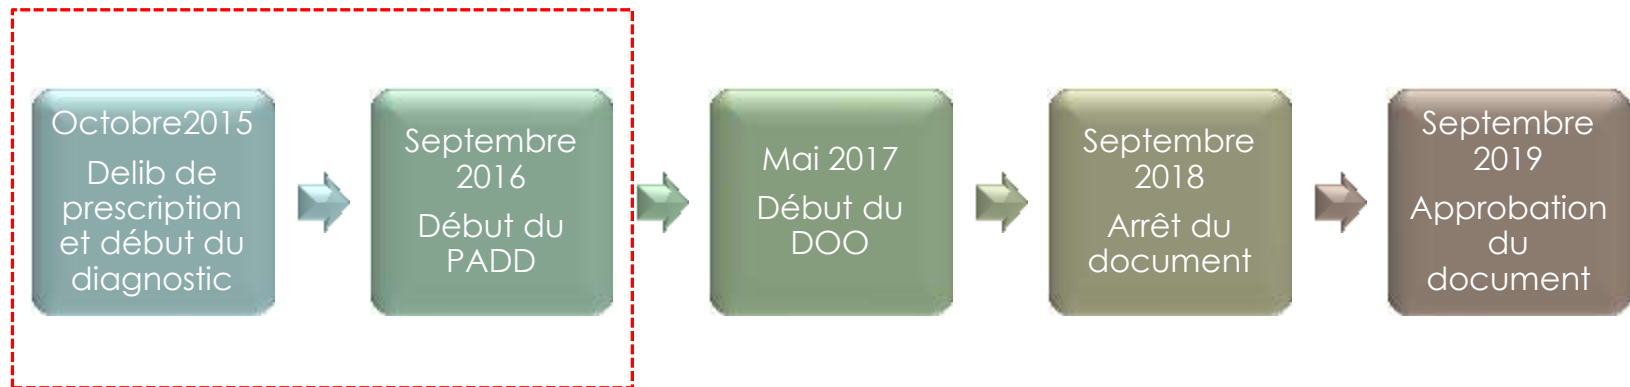 Octobre2015
Delib de
prescription
et début du
diagnostic
Septembre
2016
Début du
PADD
Mai 2017
Début du
DOO
Septembre
2018
Arrêt du
document
Septembre
2019
Approbation
du
document